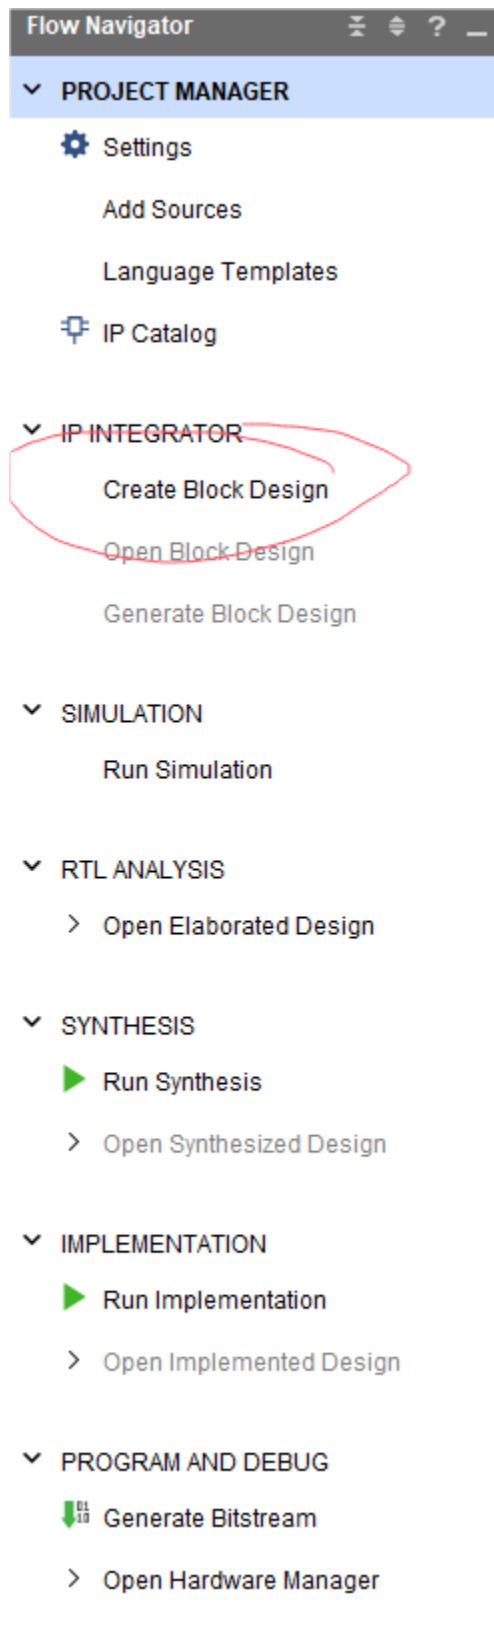 Flow Navigator
PROJECT MANAGER
Settings
Add Sources
Language Templates
IP Catalog
IP INTEGRATOR
Create Block Design
Open Block Design
Generate Block Design
SIMULATION
Run Simulation
RTL ANALYSIS
Open Elaborated Design
SYNTHESIS
Run Synthesis
Open Synthesized Design
IMPLEMENTATION
Run Implementation
Open Implemented Design
PROGRAM AND DEBUG
Generate Bitstream
Open Hardware Manager